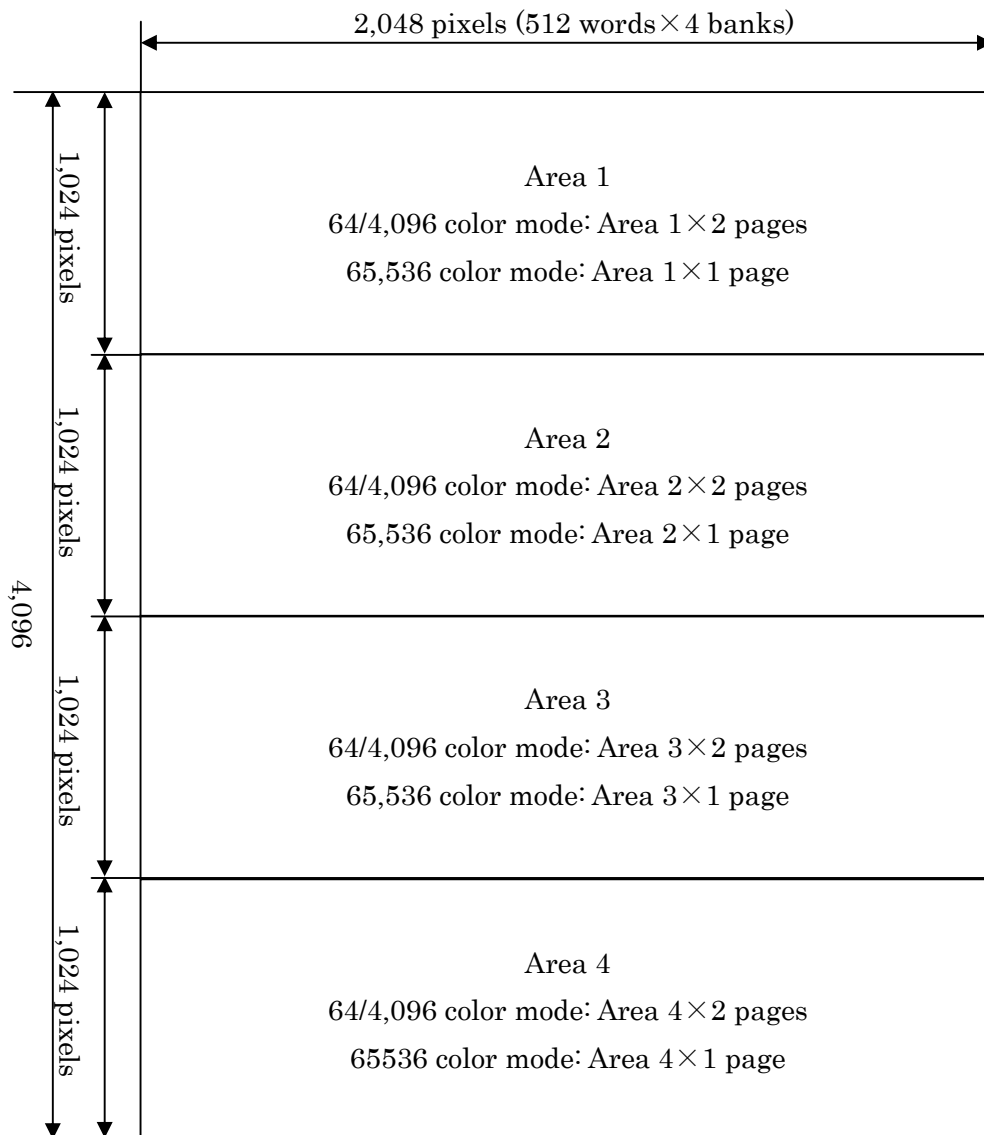 2,048 pixels (512 words×4 banks)
1,024 pixels
Area 1
64/4,096 color mode: Area 1×2 pages
65,536 color mode: Area 1×1 page
1,024 pixels
Area 2
64/4,096 color mode: Area 2×2 pages
65,536 color mode: Area 2×1 page
4,096
1,024 pixels
Area 3
64/4,096 color mode: Area 3×2 pages
65,536 color mode: Area 3×1 page
1,024 pixels
Area 4
64/4,096 color mode: Area 4×2 pages
65536 color mode: Area 4×1 page